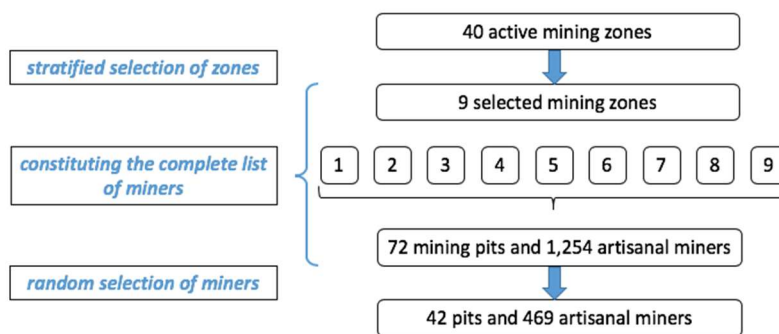 40 active mining zones
stratified selection of zones
9 selected mining zones
constituting the complete list
of miners
1 2 3 4 5 6 7 8 9
72 mining pits and 1,254 artisanal miners
random selection of miners
42 pits and 469 artisanal miners